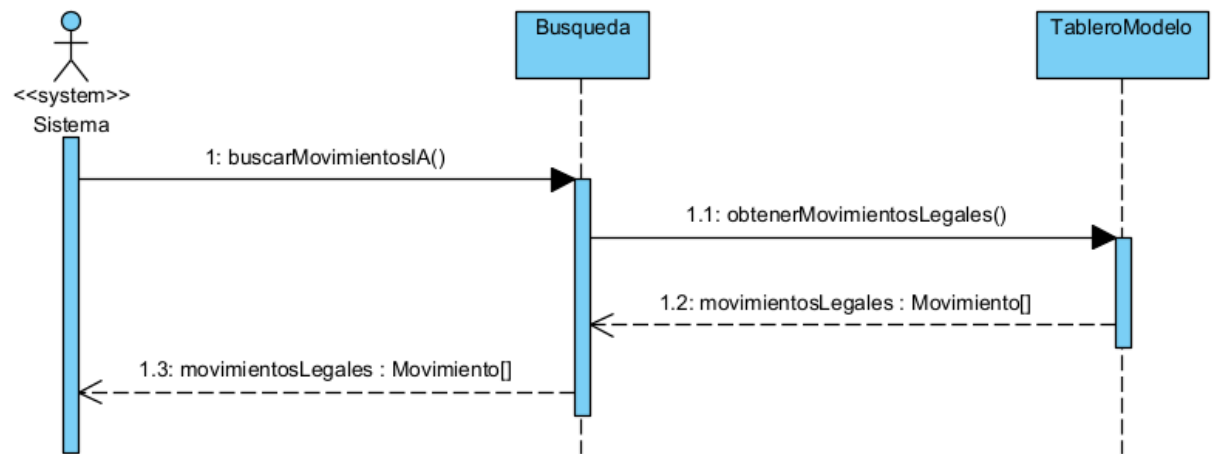 Busqueda
TableroModelo
<<system>>
Sistema
1: buscarMovimientosIA()
1.1: obtenerMovimientosLegales()
1.2: movimientosLegales : Movimiento[]
1.3: movimientosLegales : Movimiento[]